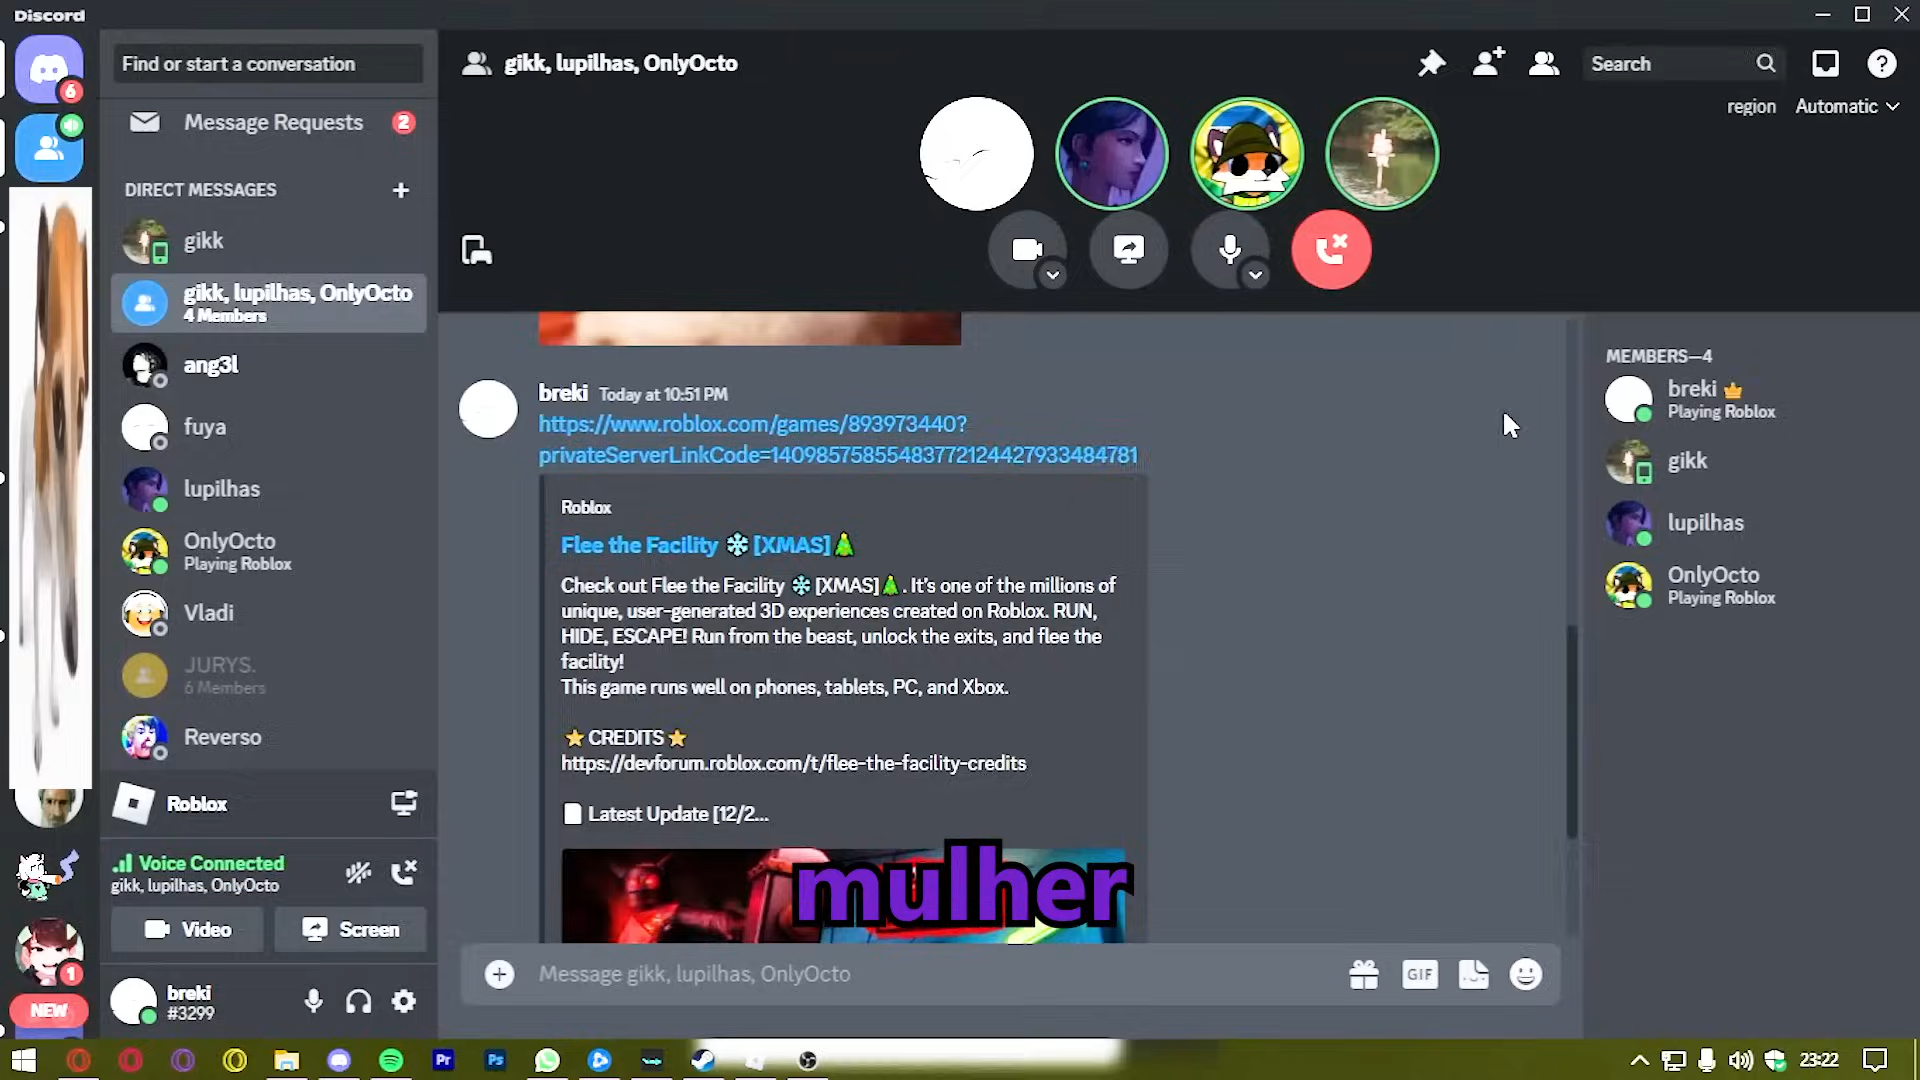 Discord
Find or start a conversation
gikk, lupilhas, OnlyOcto
Search
region Automatic
6
Message Requests 2
DIRECT MESSAGES
gikk
gikk, lupilhas, OnlyOcto
4 Members
ang3l
fuya
lupilhas
OnlyOcto
Playing Roblox
Vladi
JURYS.
6 Members
Reverso
Roblox
Voice Connected
gikk, lupilhas, OnlyOcto
Video
Screen
1
NEW
breki
#3299
breki Today at 10:51 PM
https://www.roblox.com/games/893973440?
privateServerLinkCode=14098575855483772124427933484781
Roblox
Flee the Facility ❄️ [XMAS]🎄
Check out Flee the Facility ❄️ [XMAS]🎄. It's one of the millions of
unique, user-generated 3D experiences created on Roblox. RUN,
HIDE, ESCAPE! Run from the beast, unlock the exits, and flee the
facility!
This game runs well on phones, tablets, PC, and Xbox.
⭐ CREDITS ⭐
https://devforum.roblox.com/t/flee-the-facility-credits
📄 Latest Update [12/2...
mulher
Message gikk, lupilhas, OnlyOcto
GIF
MEMBERS—4
breki
Playing Roblox
gikk
lupilhas
OnlyOcto
Playing Roblox
Pr
Ps
23:22